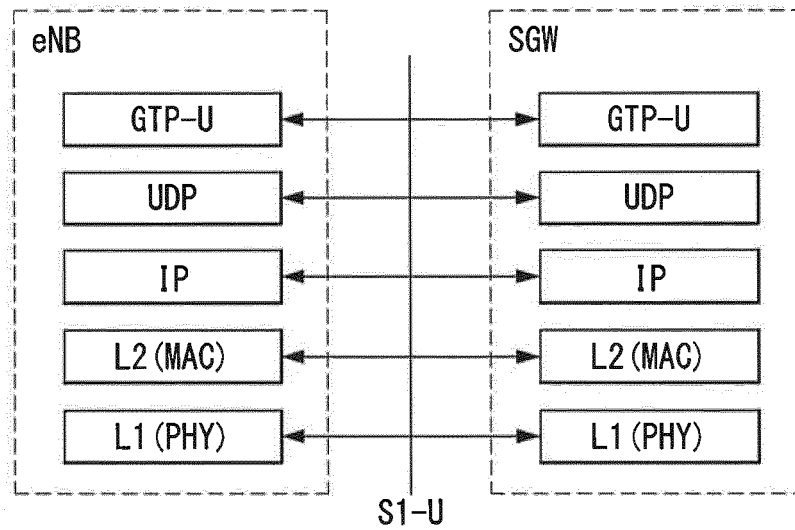 eNB SGW
GTP-U GTP-U
UDP UDP
IP IP
L2(MAC) L2(MAC)
L1(PHY) L1(PHY)
S1-U